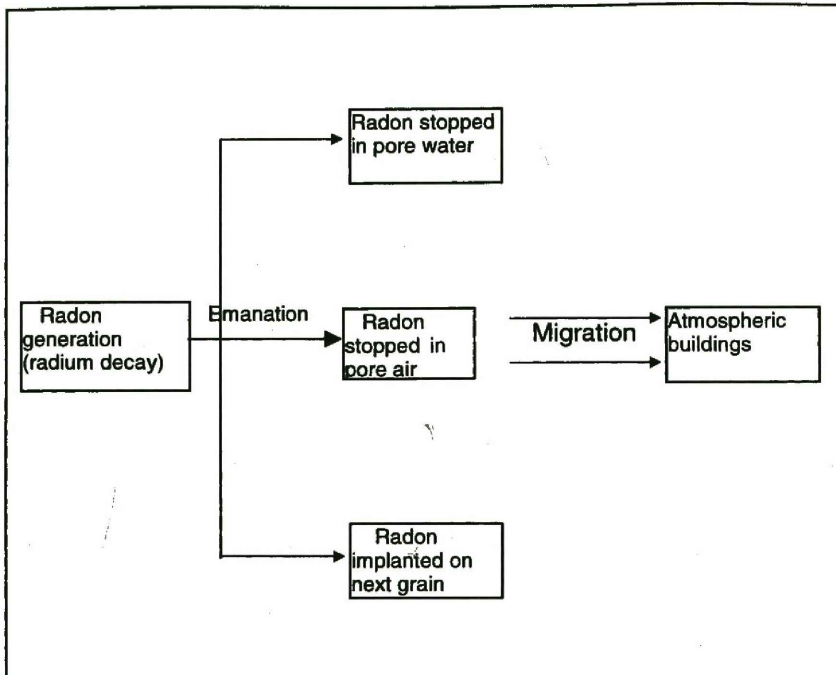 Radon stopped
in pore water
Radon
generation
(radium decay)
Emanation
Radon
stopped in
pore air
Migration
Atmospheric
buildings
Radon
implanted on
next grain